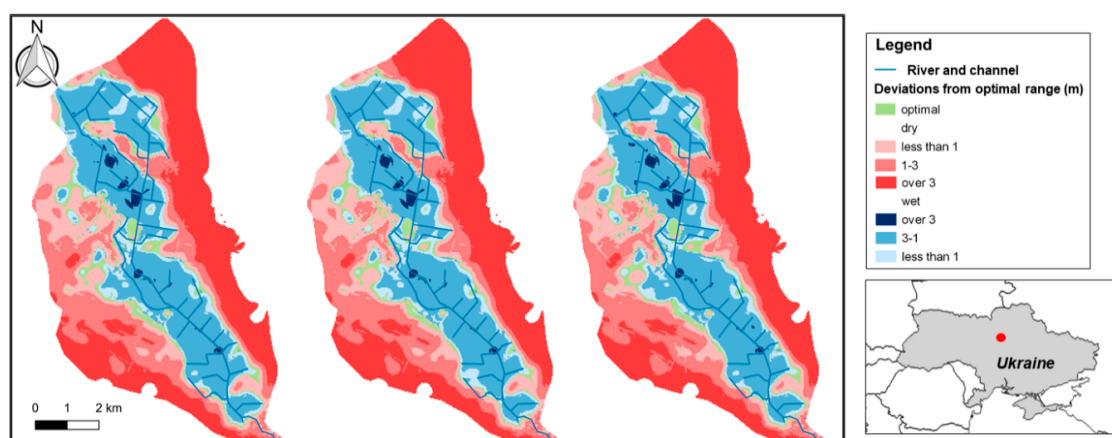 N
0 1 2 km
Legend
River and channel
Deviations from optimal range (m)
optimal
dry
less than 1
1-3
over 3
wet
over 3
3-1
less than 1
Ukraine